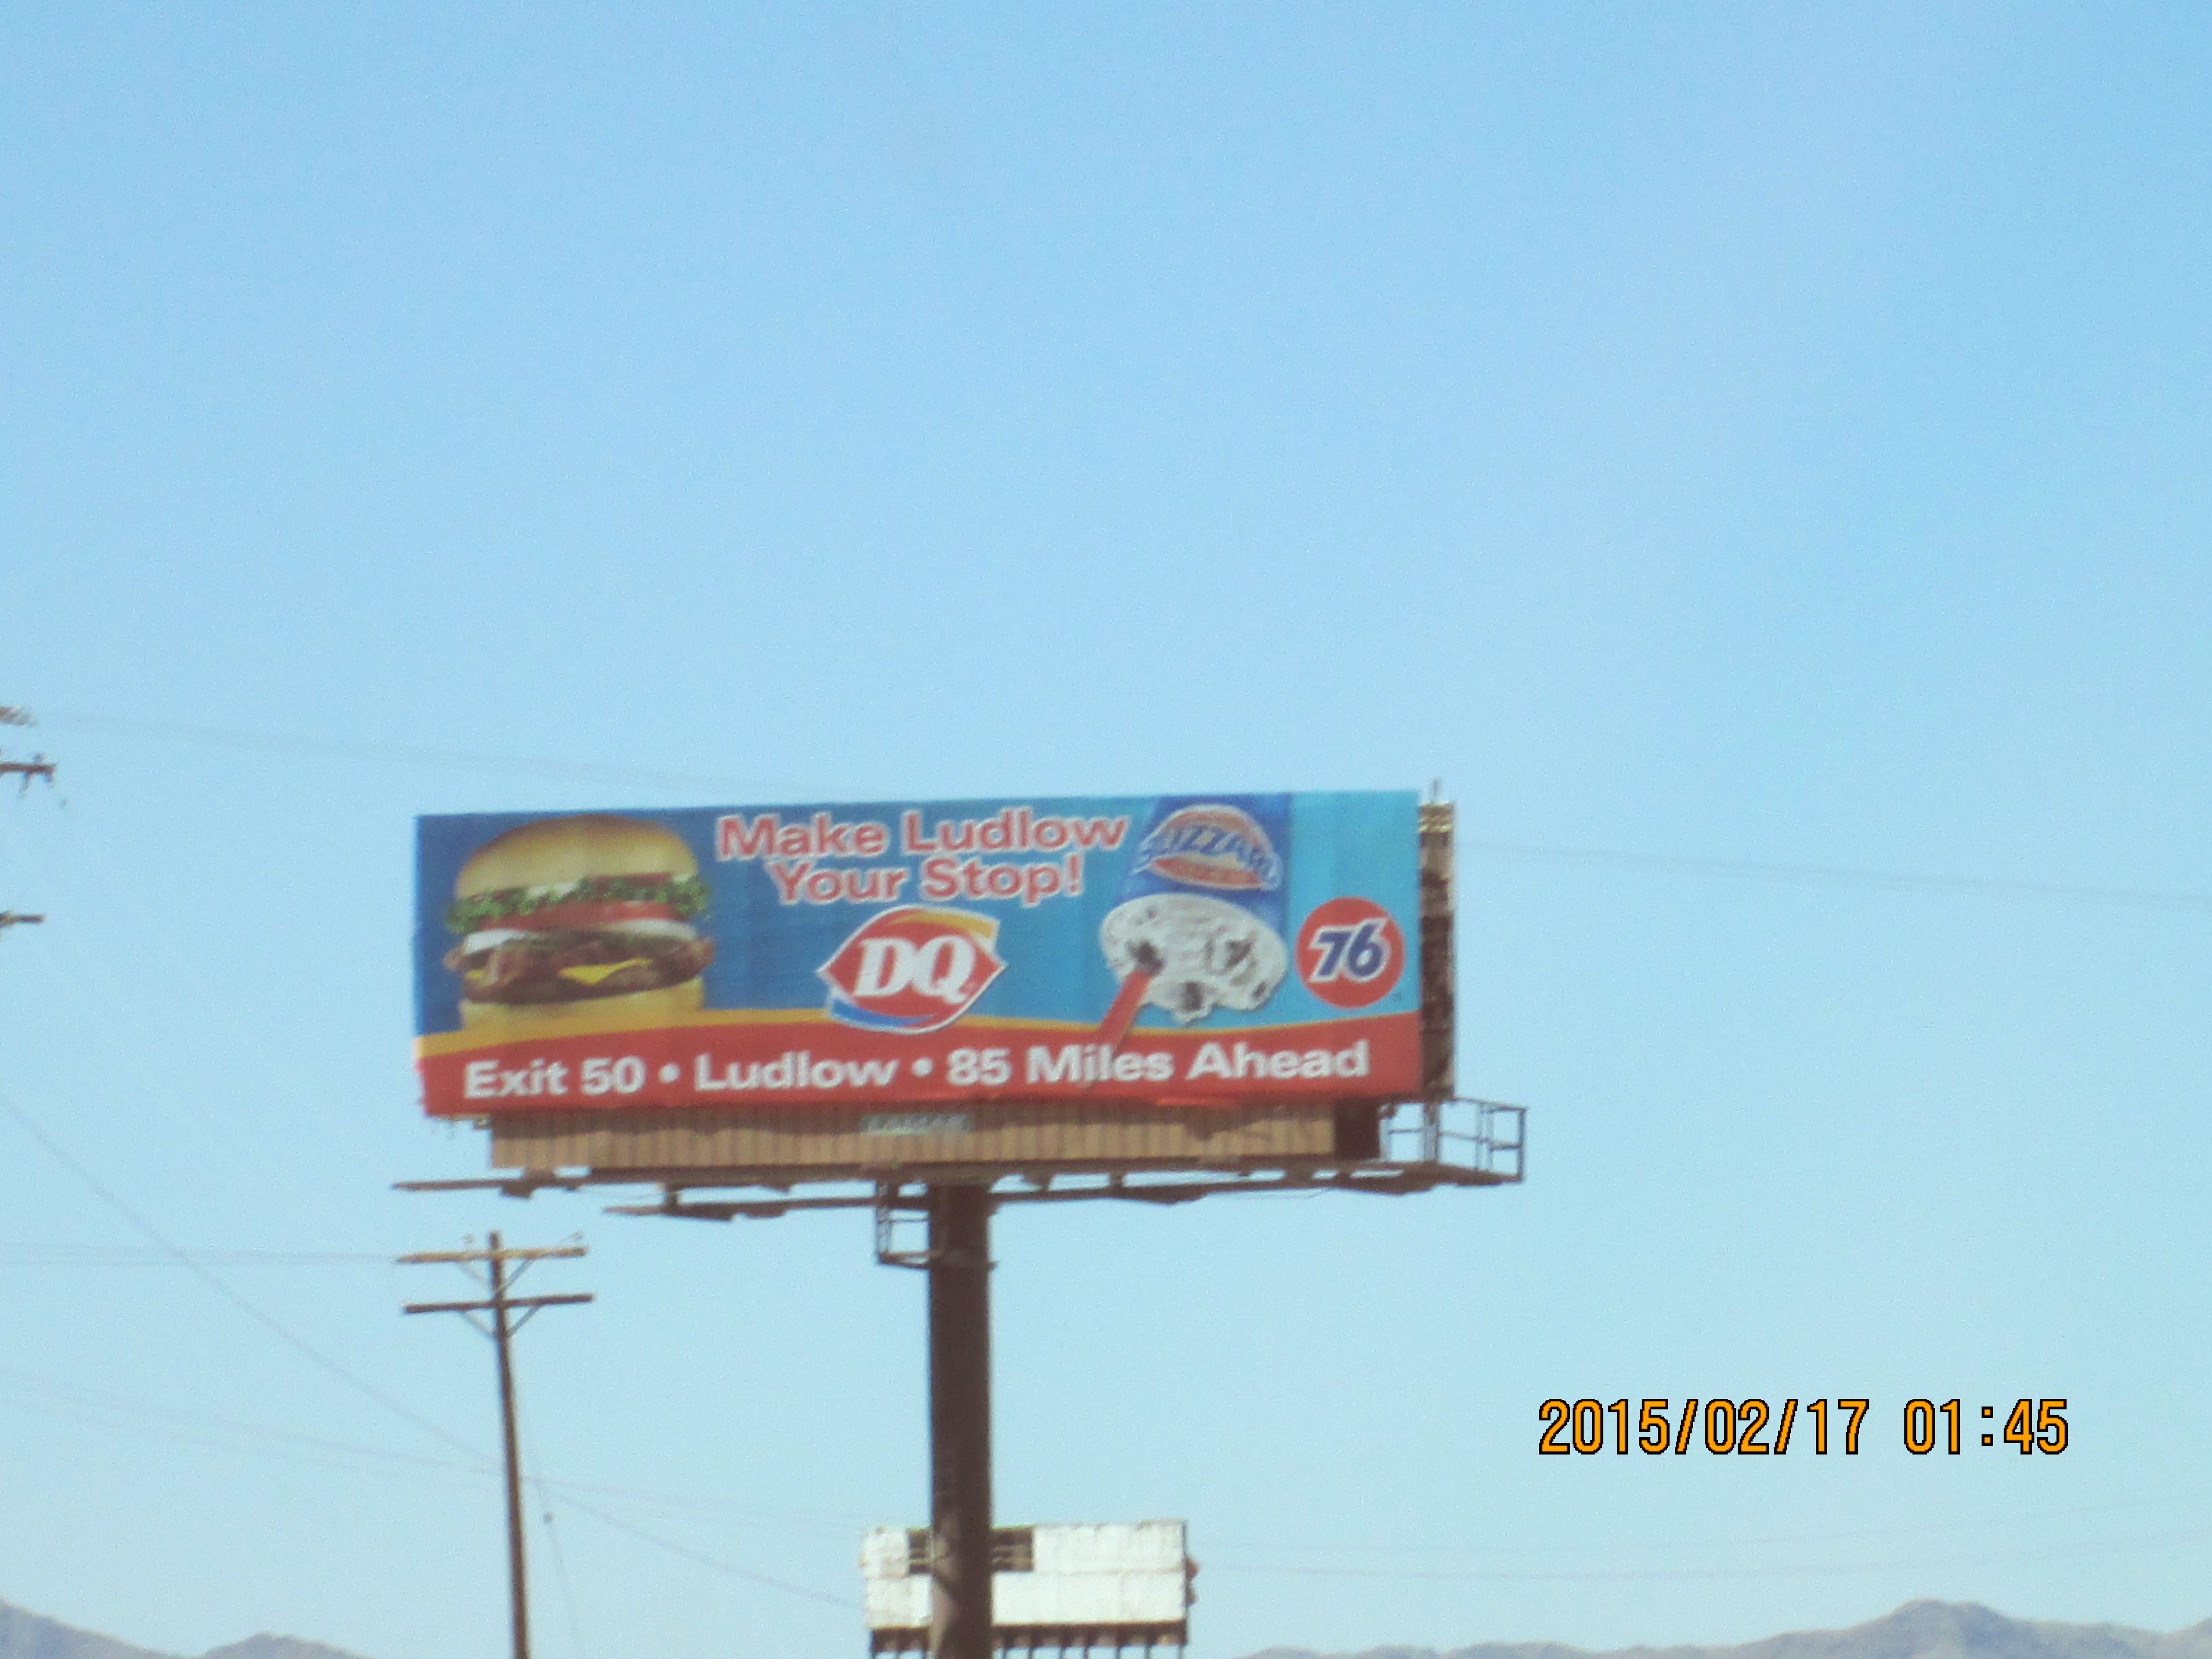 Make Ludlow
Your Stop!
BLIZZARD
DQ
76
Exit 50 • Ludlow • 85 Miles Ahead
2015/02/17 01:45